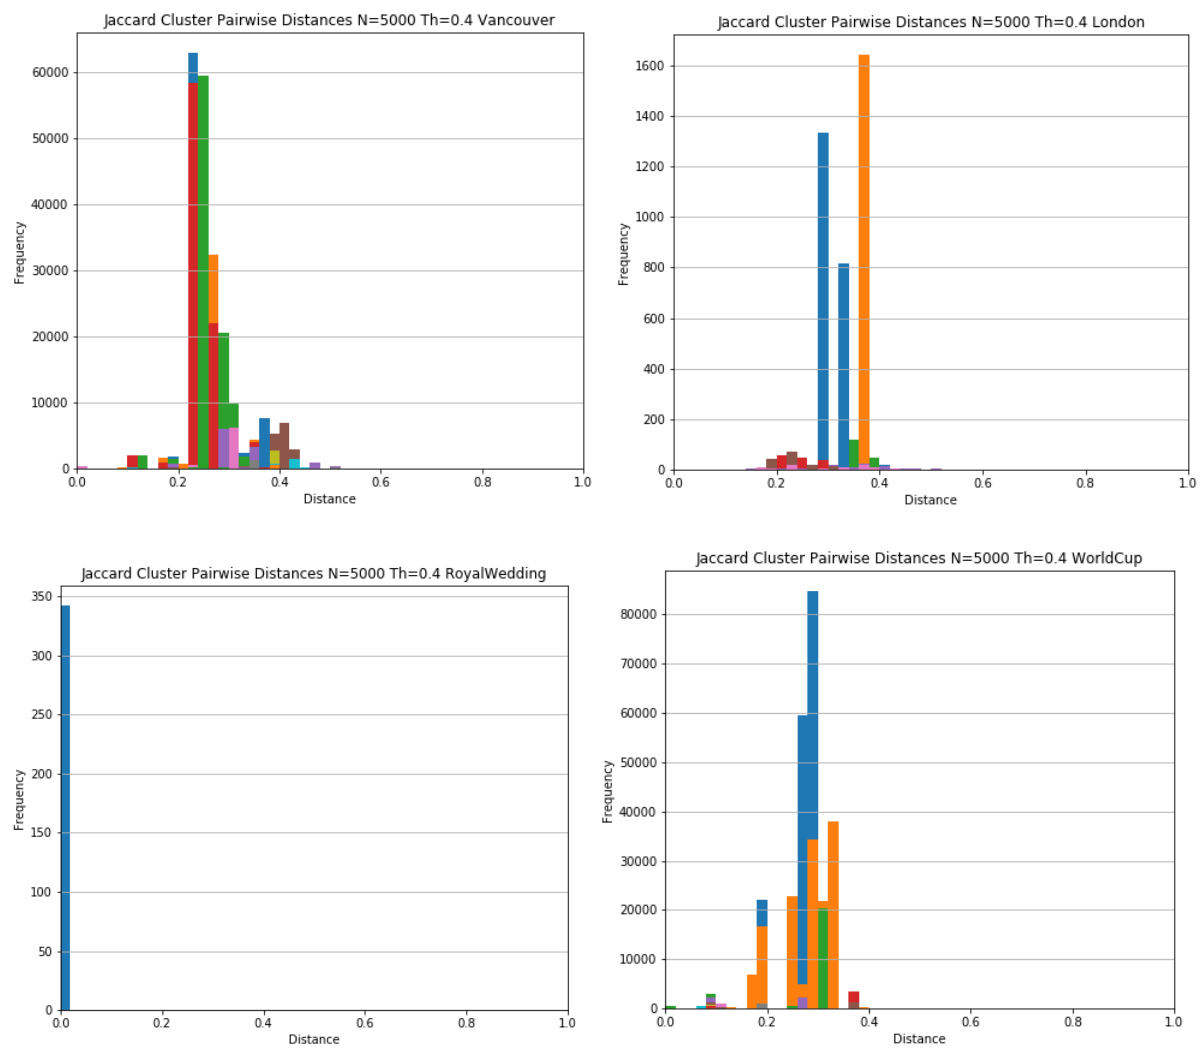 Jaccard Cluster Pairwise Distances N=5000 Th=0.4 Vancouver
60000
50000
40000
30000
20000
10000
0
Frequency
0.0 0.2 0.4 0.6 0.8 1.0
Distance
Jaccard Cluster Pairwise Distances N=5000 Th=0.4 London
1600
1400
1200
1000
800
600
400
200
0
Frequency
0.0 0.2 0.4 0.6 0.8 1.0
Distance
Jaccard Cluster Pairwise Distances N=5000 Th=0.4 RoyalWedding
350
300
250
200
150
100
50
0
Frequency
0.0 0.2 0.4 0.6 0.8 1.0
Distance
Jaccard Cluster Pairwise Distances N=5000 Th=0.4 WorldCup
80000
70000
60000
50000
40000
30000
20000
10000
0
Frequency
0.0 0.2 0.4 0.6 0.8 1.0
Distance